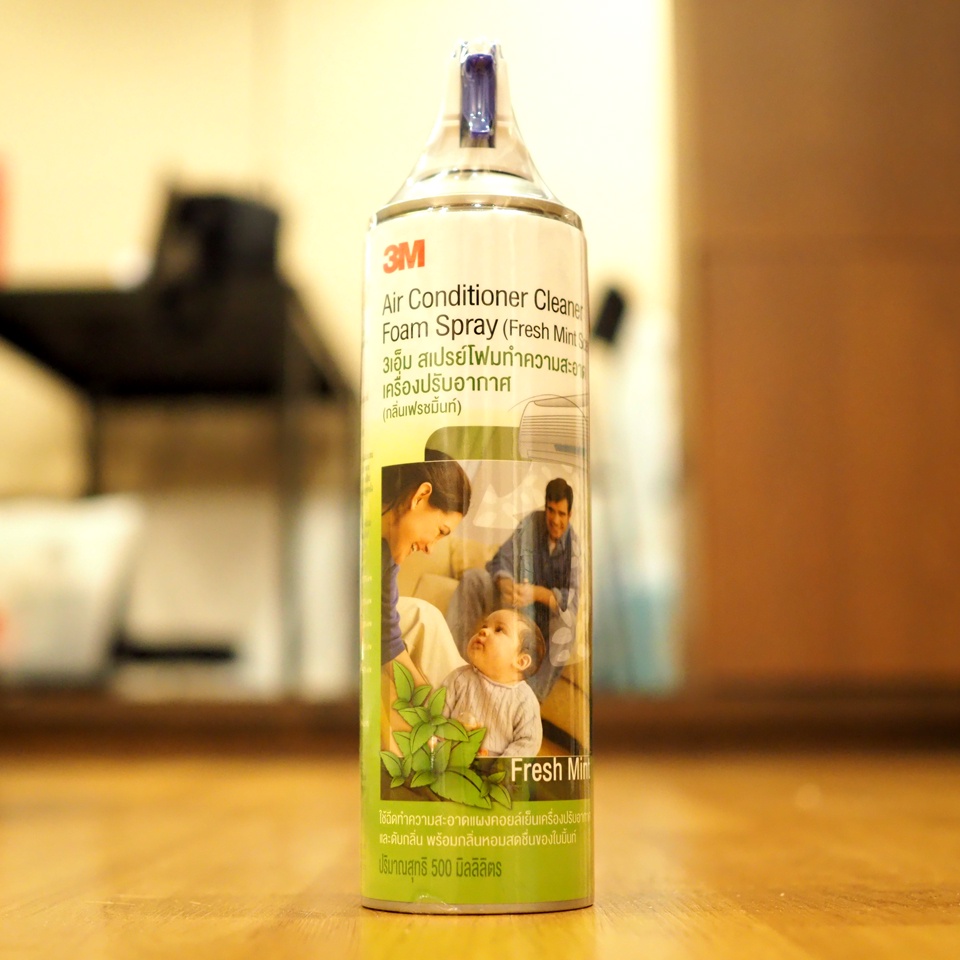 3M
Air Conditioner Cleaner
Foam Spray (Fresh Mint
3เอ็ม สเปรย์โฟมทำความสะอาด
เครื่องปรับอากาศ
(กลิ่นเฟรชมิ้นท์)
Fresh Mint
ใช้ฉีดทำความสะอาดแผงคอยล์เย็นเครื่องปรับอากาศ
และดับกลิ่น พร้อมกลิ่นหอมสดชื่นของใบมิ้นท์
ปริมาณสุทธิ 500 มิลลิลิตร